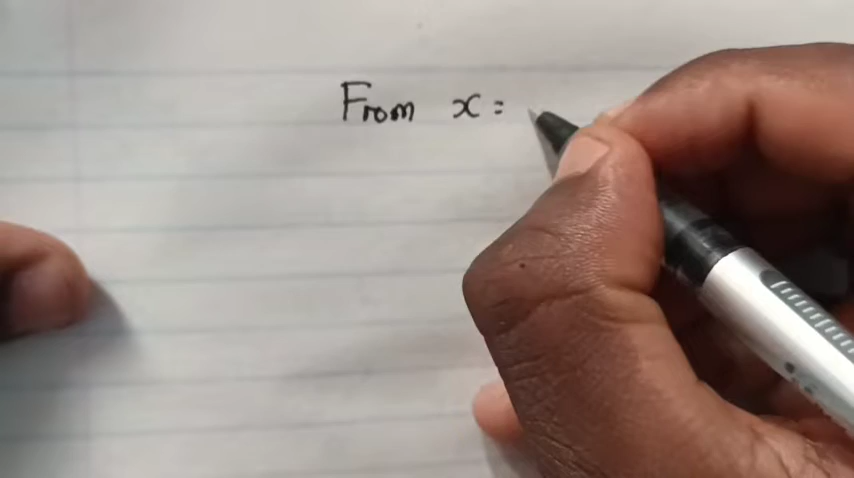 From x =